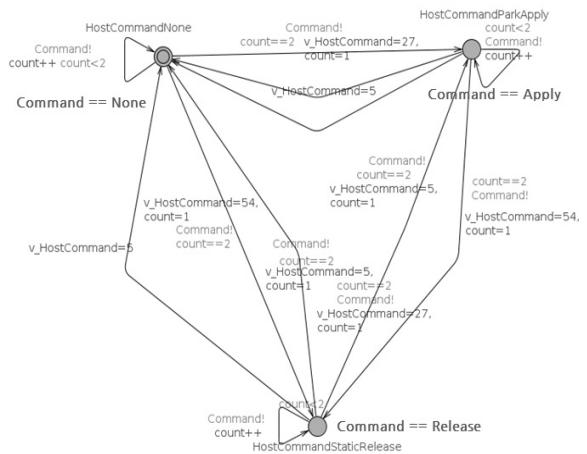 HostCommandNone
Command!
count++ count<2
Command == None
Command!
count==2
v_HostCommand=27,
count=1
HostCommandParkApply
count<2
Command!
count++
Command == Apply
v_HostCommand=5
Command!
count==2
v_HostCommand=5,
count=1
count==2
Command!
v_HostCommand=54,
count=1
v_HostCommand=54,
count=1
Command!
count==2
v_HostCommand=5
Command!
count==2
v_HostCommand=5,
count=1
count==2
Command!
v_HostCommand=27,
count=1
count<2
Command!
count++
Command == Release
HostCommandStaticRelease